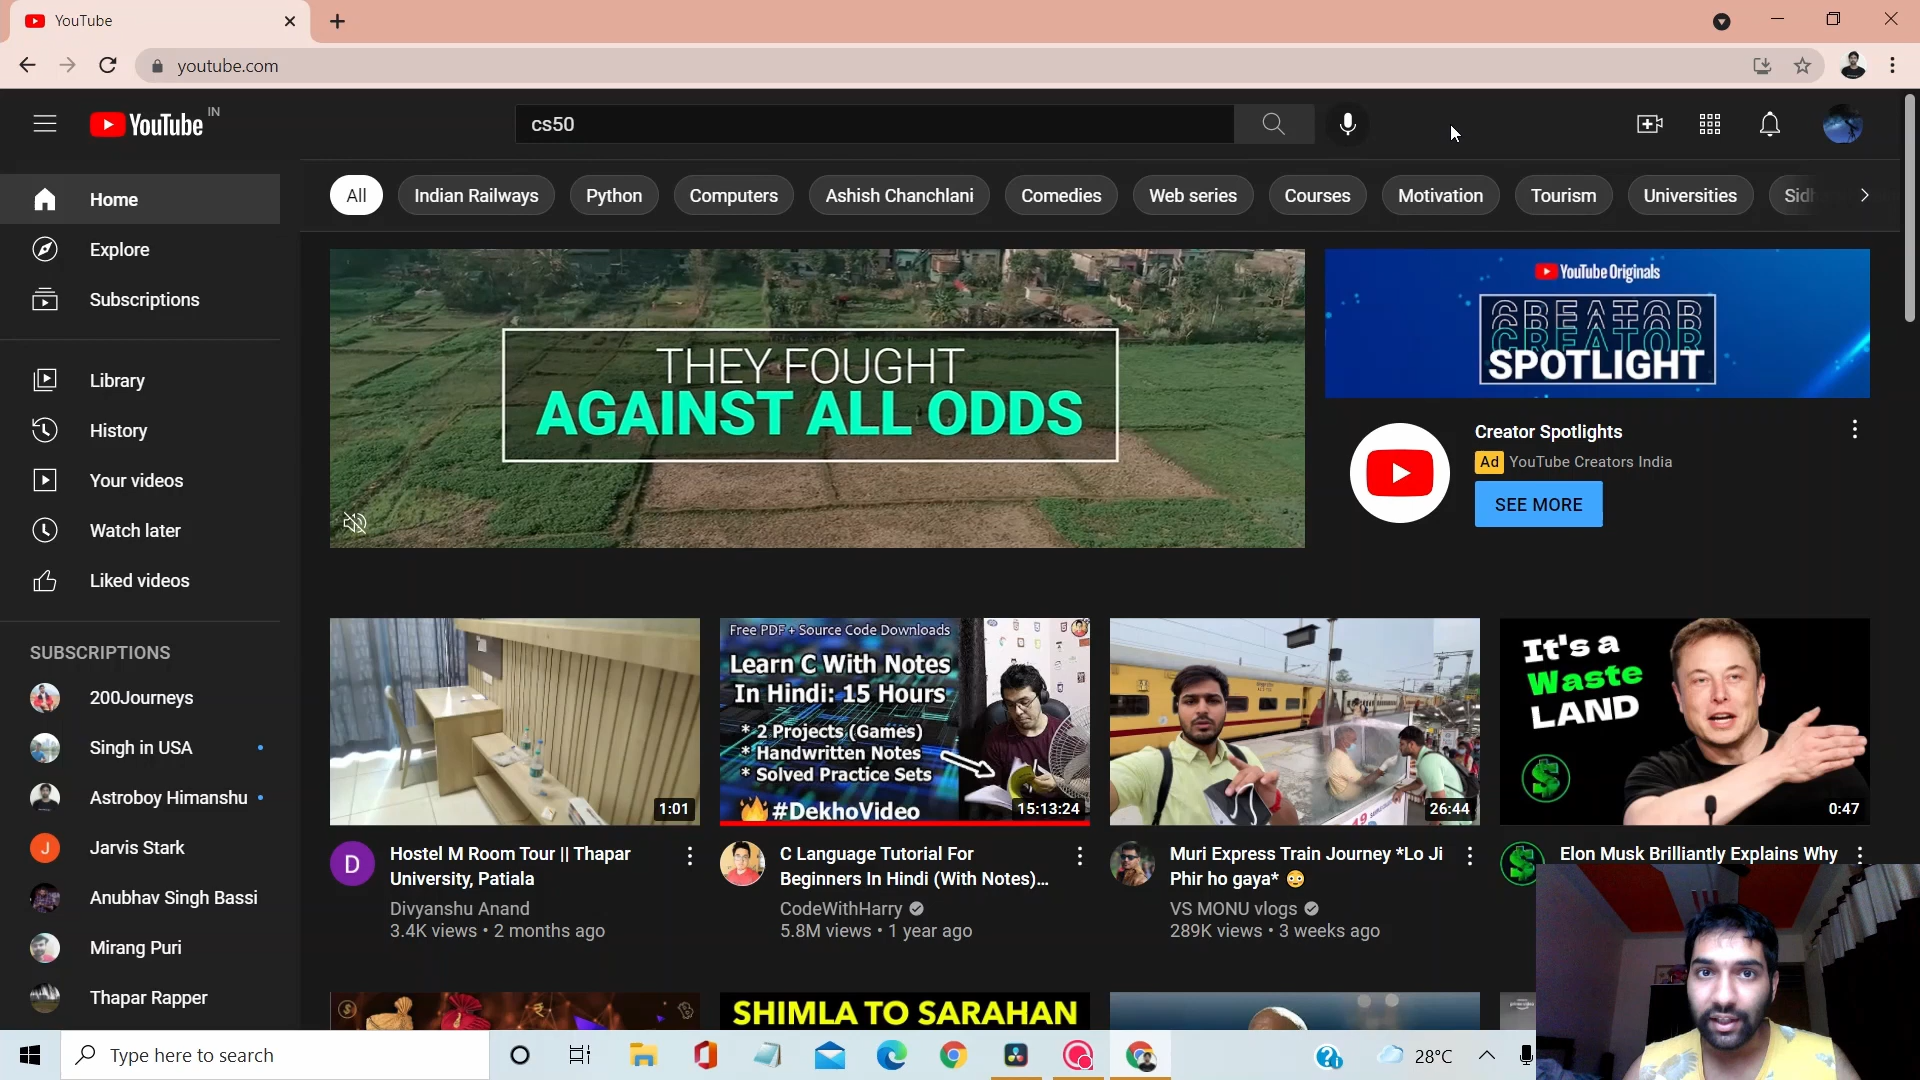 YouTube
youtube.com
YouTube IN
cs50
Home
Explore
Subscriptions
Library
History
Your videos
Watch later
Liked videos
SUBSCRIPTIONS
200Journeys
Singh in USA
Astroboy Himanshu
J
Jarvis Stark
Anubhav Singh Bassi
Mirang Puri
Thapar Rapper
All
Indian Railways
Python
Computers
Ashish Chanchlani
Comedies
Web series
Courses
Motivation
Tourism
Universities
THEY FOUGHT
AGAINST ALL ODDS
YouTube Originals
CREATOR
CREATOR
SPOTLIGHT
Creator Spotlights
Ad YouTube Creators India
SEE MORE
1:01
D
Hostel M Room Tour || Thapar
University, Patiala
Divyanshu Anand
3.4K views • 2 months ago
Free PDF + Source Code Downloads
Learn C With Notes
In Hindi: 15 Hours
* 2 Projects (Games)
* Handwritten Notes
* Solved Practice Sets
#DekhoVideo
15:13:24
C Language Tutorial For
Beginners In Hindi (With Notes)...
CodeWithHarry
5.8M views • 1 year ago
26:44
Muri Express Train Journey *Lo Ji
Phir ho gaya*
VS MONU vlogs
289K views • 3 weeks ago
It's a
Waste
LAND
0:47
Elon Musk Brilliantly Explains Why
SHIMLA TO SARAHAN
Type here to search
28°C